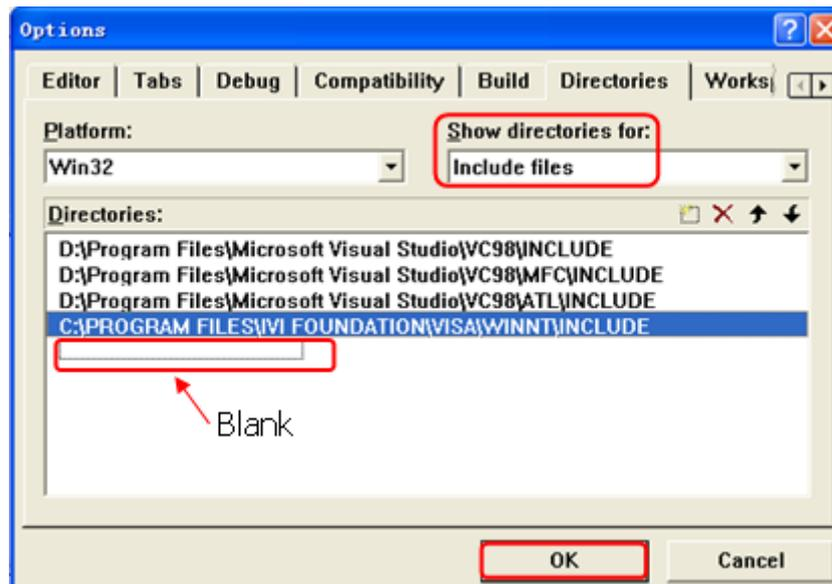 Options
Editor Tabs Debug Compatibility Build Directories Works
Platform: Show directories for:
Win32 Include files
Directories:
D:\Program Files\Microsoft Visual Studio\VC98\INCLUDE
D:\Program Files\Microsoft Visual Studio\VC98\MFC\INCLUDE
D:\Program Files\Microsoft Visual Studio\VC98\ATL\INCLUDE
C:\PROGRAM FILES\IVI FOUNDATION\VISA\WINNT\INCLUDE
Blank
OK Cancel